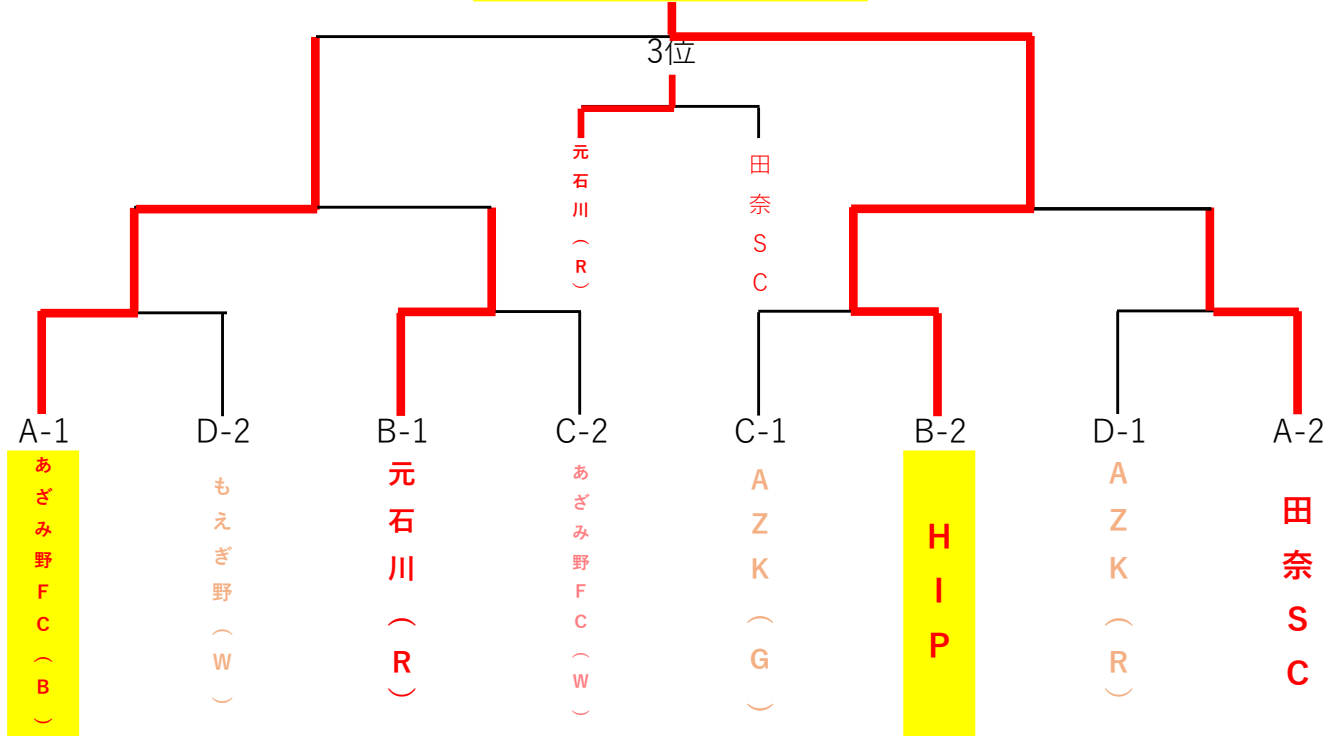 3位
元石川（R）
田奈SC
A-1
D-2
B-1
C-2
C-1
B-2
D-1
A-2
あざみ野FC（B）
もえぎ野（W）
元石川（R）
あざみ野FC（W）
AZK（G）
HIP
AZK（R）
田奈SC